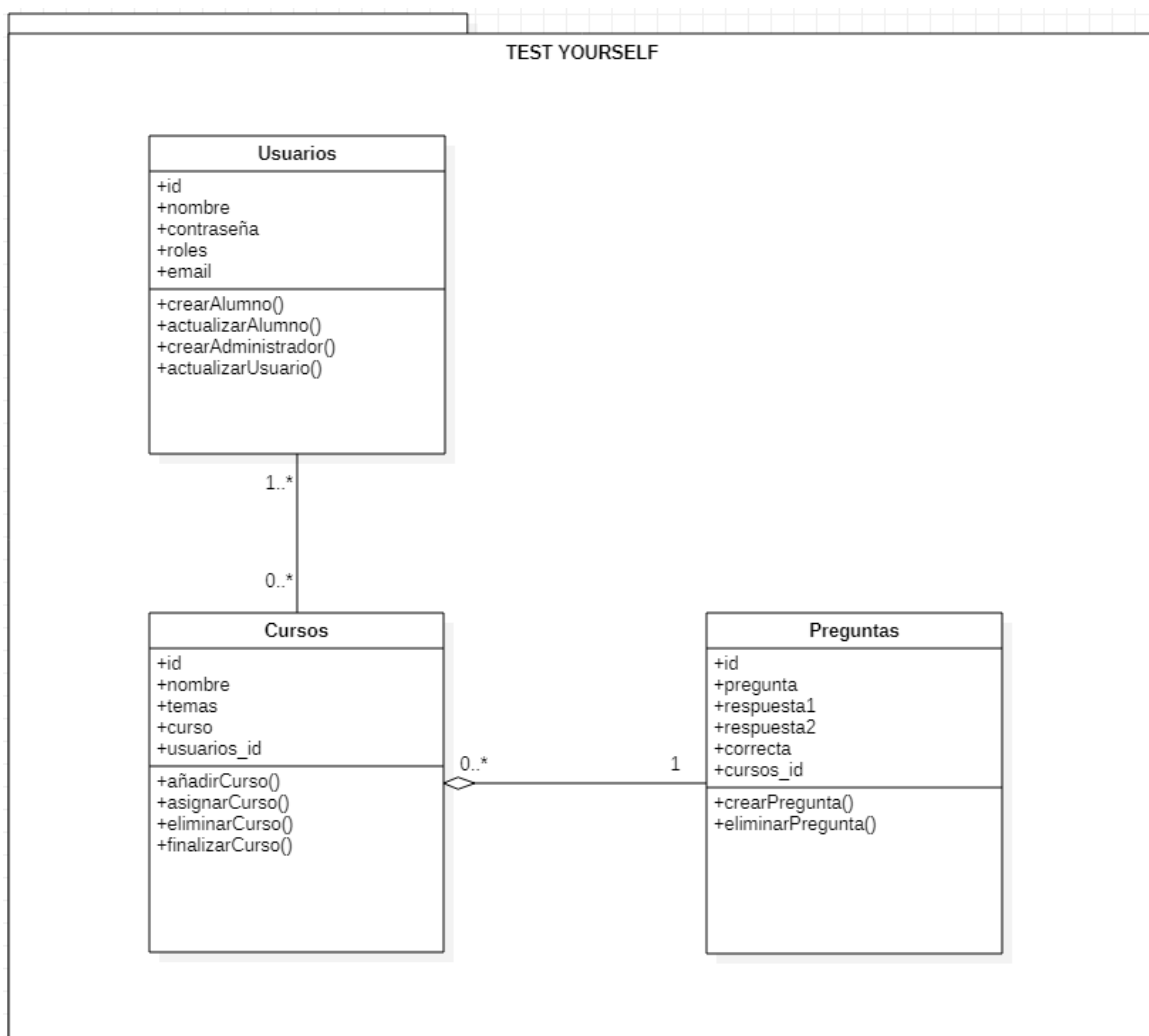 TEST YOURSELF
Usuarios
+id
+nombre
+contraseña
+roles
+email
+crearAlumno()
+actualizarAlumno()
+crearAdministrador()
+actualizarUsuario()
1..*
0..*
Cursos
+id
+nombre
+temas
+curso
+usuarios_id
+añadirCurso()
+asignarCurso()
+eliminarCurso()
+finalizarCurso()
0..*
1
Preguntas
+id
+pregunta
+respuesta1
+respuesta2
+correcta
+cursos_id
+crearPregunta()
+eliminarPregunta()